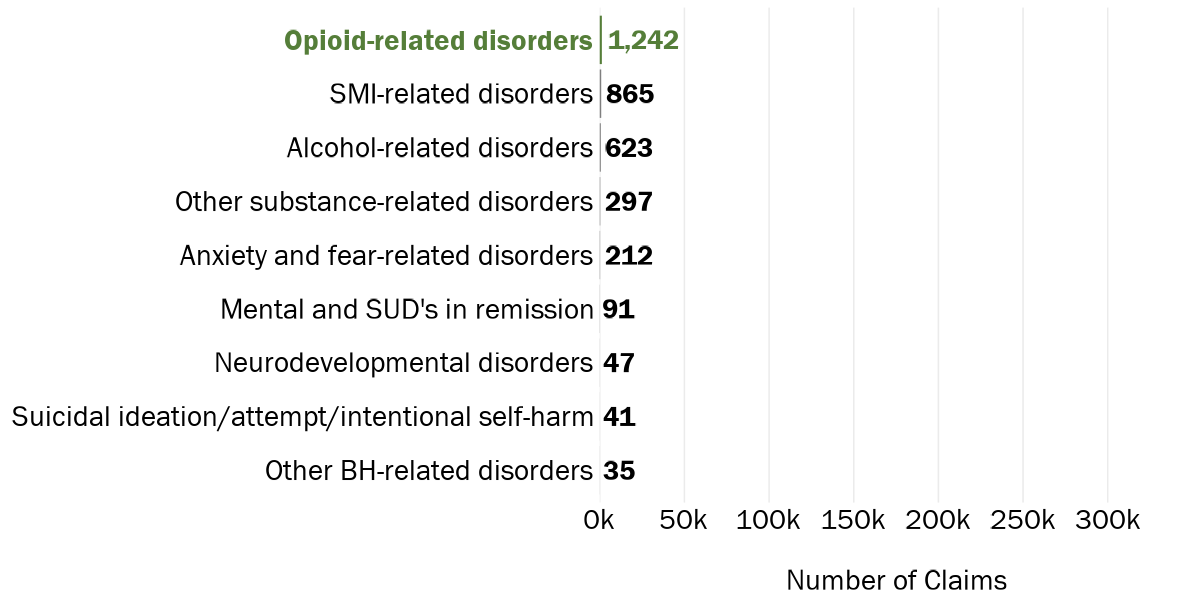 Opioid-related disorders 1,242
SMI-related disorders 865
Alcohol-related disorders 623
Other substance-related disorders 297
Anxiety and fear-related disorders 212
Mental and SUD's in remission 91
Neurodevelopmental disorders 47
Suicidal ideation/attempt/intentional self-harm 41
Other BH-related disorders 35
0k 50k 100k 150k 200k 250k 300k
Number of Claims